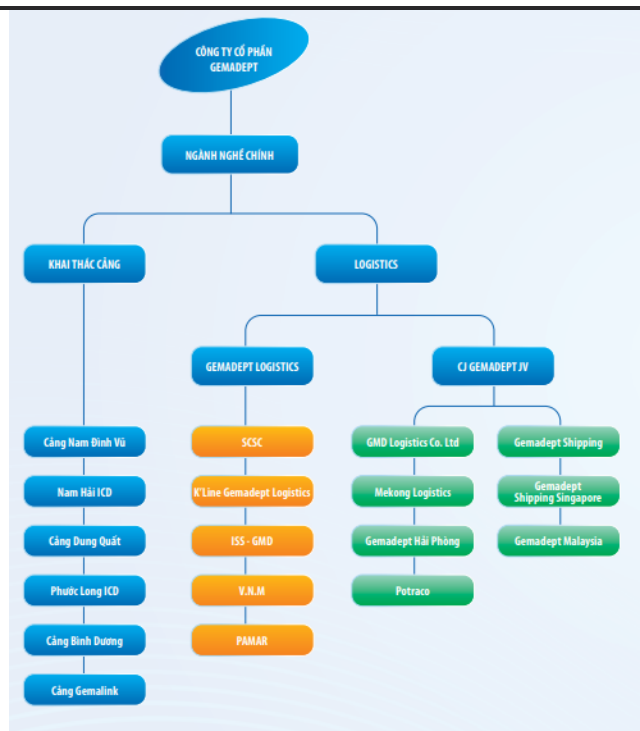 CÔNG TY CỔ PHẦN
GEMADEPT
NGÀNH NGHỀ CHÍNH
KHAI THÁC CẢNG
LOGISTICS
GEMADEPT LOGISTICS
CJ GEMADEPT JV
Cảng Nam Đình Vũ
Nam Hải ICD
Cảng Dung Quất
Phước Long ICD
Cảng Bình Dương
Cảng Gemalink
SCSC
K'Line Gemadept Logistics
ISS - GMD
V.N.M
PAMAR
GMD Logistics Co. Ltd
Mekong Logistics
Gemadept Hải Phòng
Potraco
Gemadept Shipping
Gemadept
Shipping Singapore
Gemadept Malaysia